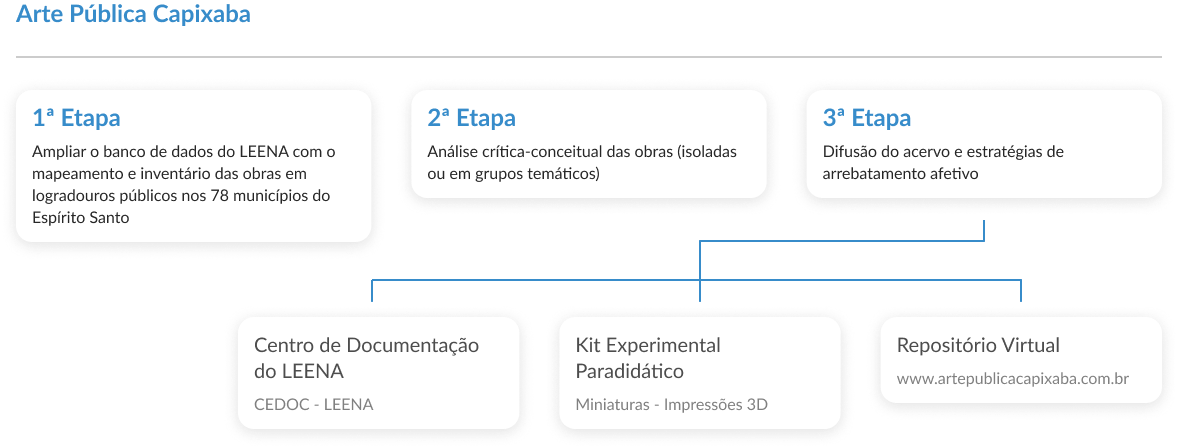 Arte Pública Capixaba
1ª Etapa
Ampliar o banco de dados do LEENA com o
mapeamento e inventário das obras em
logradouros públicos nos 78 municípios do
Espírito Santo
2ª Etapa
Análise crítica-conceitual das obras (isoladas
ou em grupos temáticos)
3ª Etapa
Difusão do acervo e estratégias de
arrebatamento afetivo
Centro de Documentação
do LEENA
CEDOC - LEENA
Kit Experimental
Paradidático
Miniaturas - Impressões 3D
Repositório Virtual
www.artepublicacapixaba.com.br